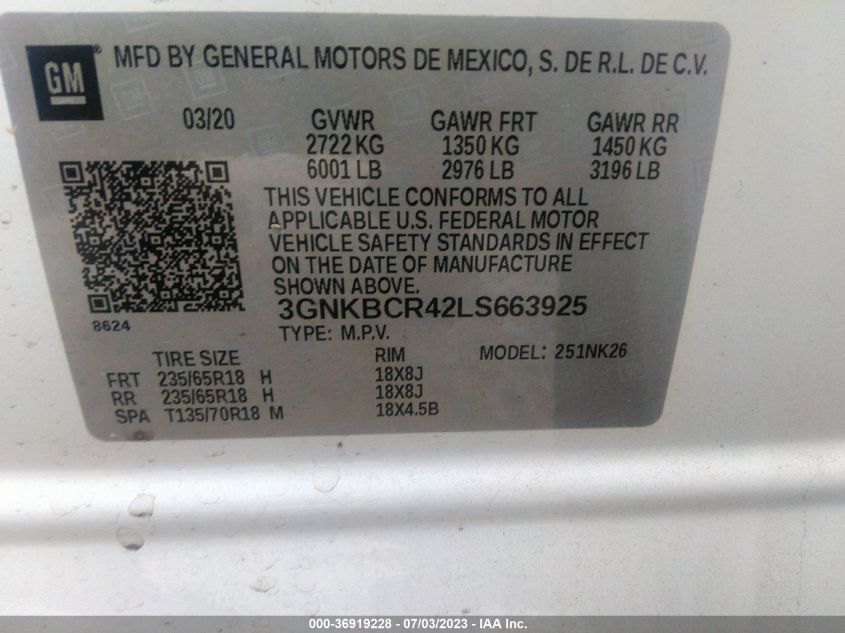 GM ® MFD BY GENERAL MOTORS DE MEXICO, S. DE R.L. DE C.V.
03/20 GVWR GAWR FRT GAWR RR
2722 KG 1350 KG 1450 KG
6001 LB 2976 LB 3196 LB
THIS VEHICLE CONFORMS TO ALL
APPLICABLE U.S. FEDERAL MOTOR
VEHICLE SAFETY STANDARDS IN EFFECT
ON THE DATE OF MANUFACTURE
SHOWN ABOVE.
3GNKBCR42LS663925
8624
TYPE: M.P.V.
TIRE SIZE RIM MODEL: 251NK26
FRT 235/65R18 H 18X8J
RR 235/65R18 H 18X8J
SPA T135/70R18 M 18X4.5B
000-36919228 - 07/03/2023 - IAA Inc.